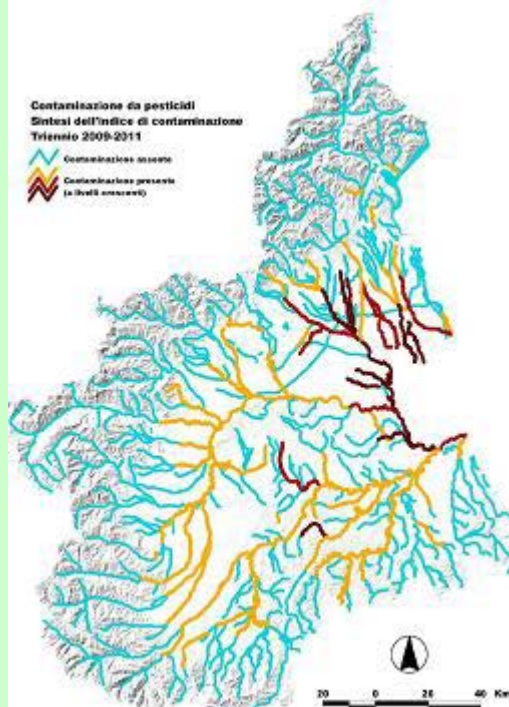 Contaminazione da pesticidi
Sintesi dell'indice di contaminazione
Triennio 2009-2011
Contaminazione assente
Contaminazione presente
(a livelli crescenti)
20 0 20 40 Km